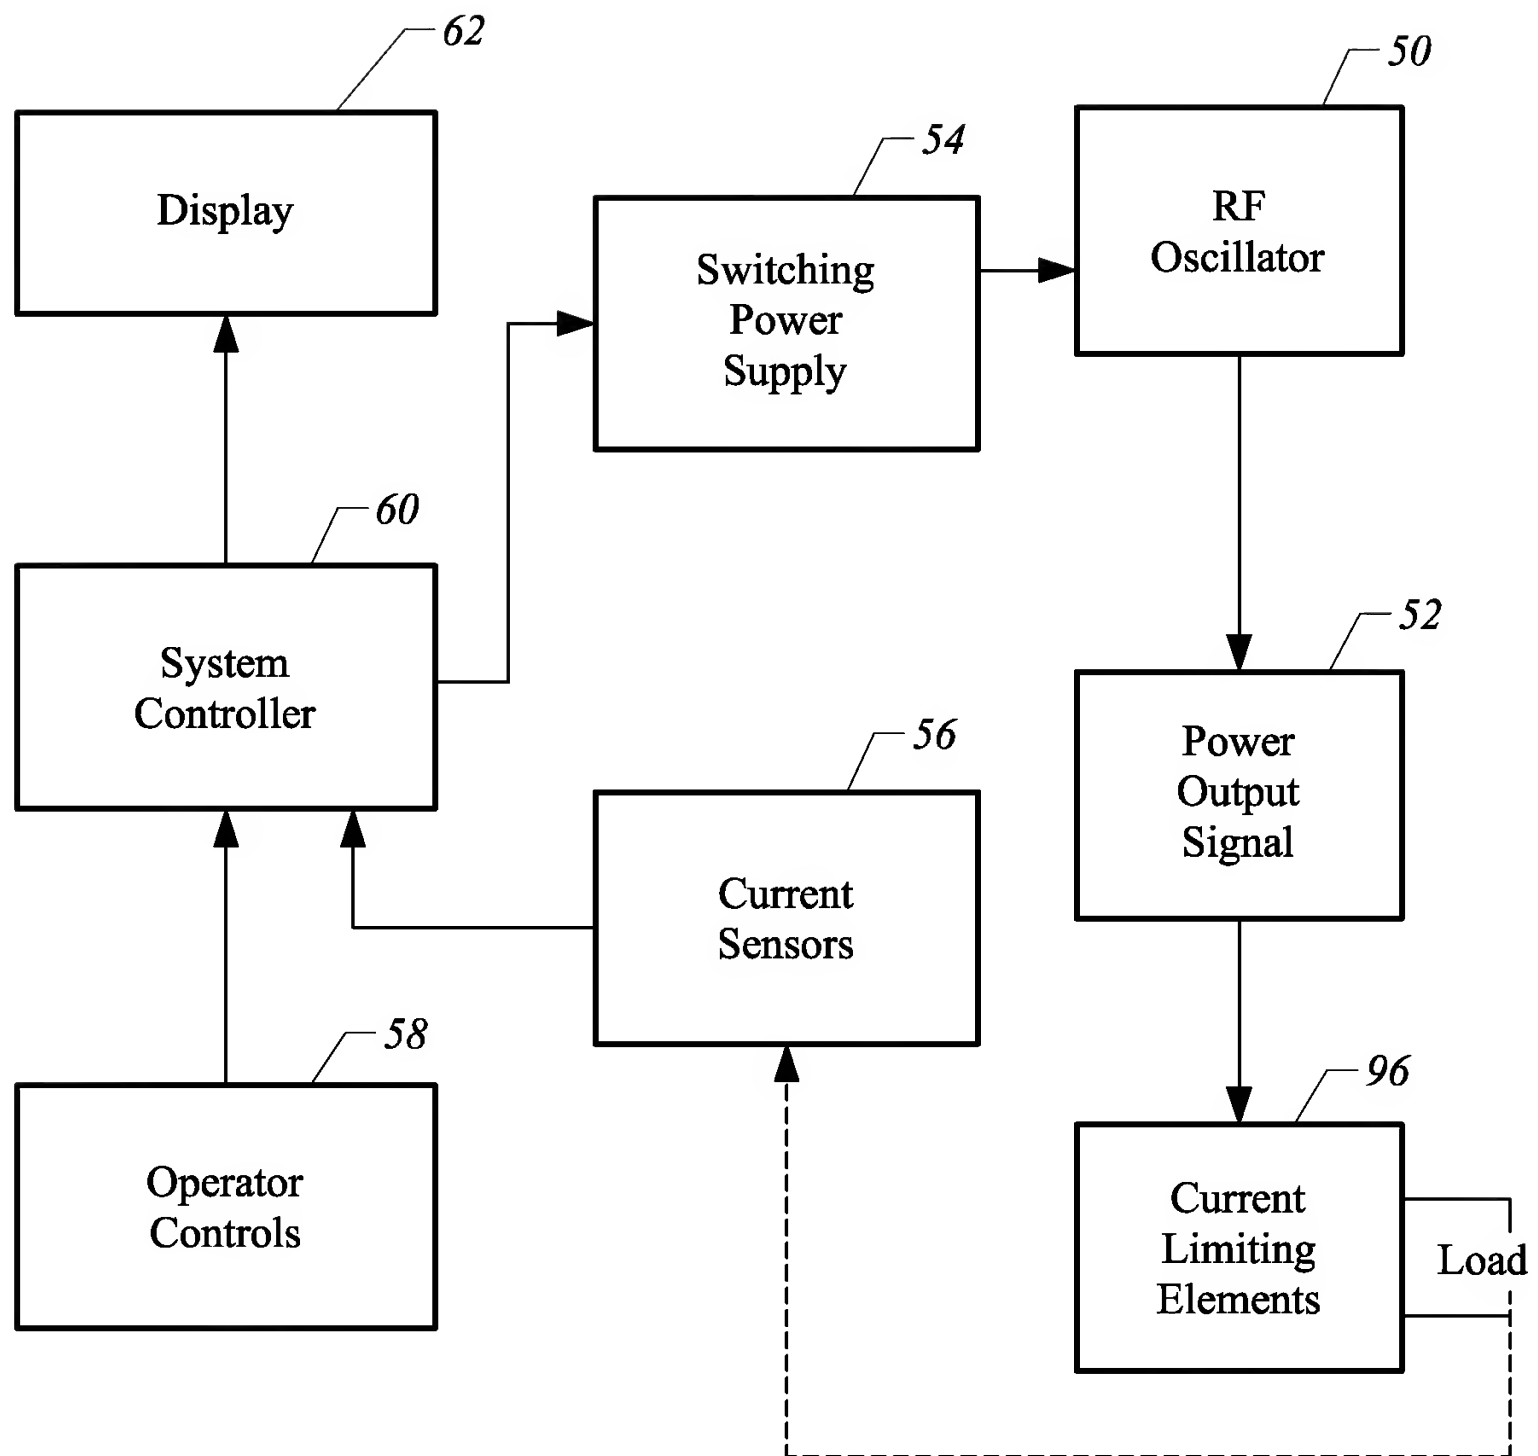 62
Display
54
Switching
Power
Supply
50
RF
Oscillator
60
System
Controller
56
Current
Sensors
52
Power
Output
Signal
58
Operator
Controls
96
Current
Limiting
Elements
Load